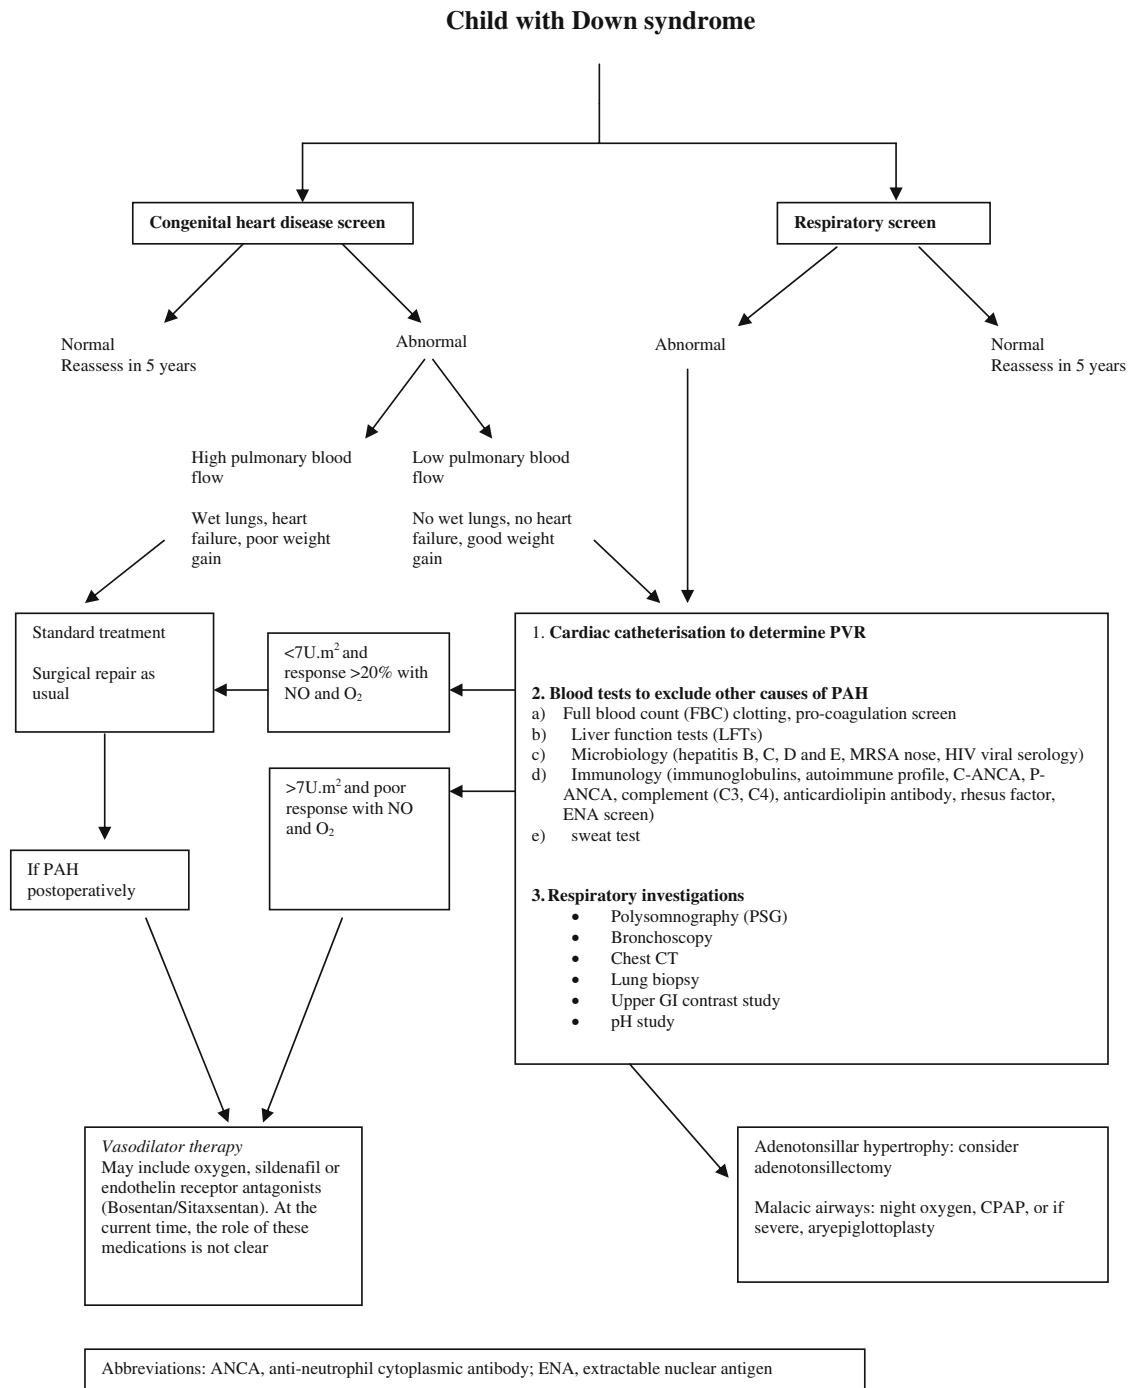 Child with Down syndrome
Congenital heart disease screen
Respiratory screen
Normal
Reassess in 5 years
Abnormal
Abnormal
Normal
Reassess in 5 years
High pulmonary blood
flow
Wet lungs, heart
failure, poor weight
gain
Low pulmonary blood
flow
No wet lungs, no heart
failure, good weight
gain
Standard treatment
Surgical repair as
usual
<7U.m² and
response >20% with
NO and O₂
>7U.m² and poor
response with NO
and O₂
If PAH
postoperatively
1. Cardiac catheterisation to determine PVR
2. Blood tests to exclude other causes of PAH
a) Full blood count (FBC) clotting, pro-coagulation screen
b) Liver function tests (LFTs)
c) Microbiology (hepatitis B, C, D and E, MRSA nose, HIV viral serology)
d) Immunology (immunoglobulins, autoimmune profile, C-ANCA, P-
ANCA, complement (C3, C4), anticardiolipin antibody, rhesus factor,
ENA screen)
e) sweat test
3. Respiratory investigations
• Polysomnography (PSG)
• Bronchoscopy
• Chest CT
• Lung biopsy
• Upper GI contrast study
• pH study
Vasodilator therapy
May include oxygen, sildenafil or
endothelin receptor antagonists
(Bosentan/Sitaxsentan). At the
current time, the role of these
medications is not clear
Adenotonsillar hypertrophy: consider
adenotonsillectomy
Malacic airways: night oxygen, CPAP, or if
severe, aryepiglottoplasty
Abbreviations: ANCA, anti-neutrophil cytoplasmic antibody; ENA, extractable nuclear antigen